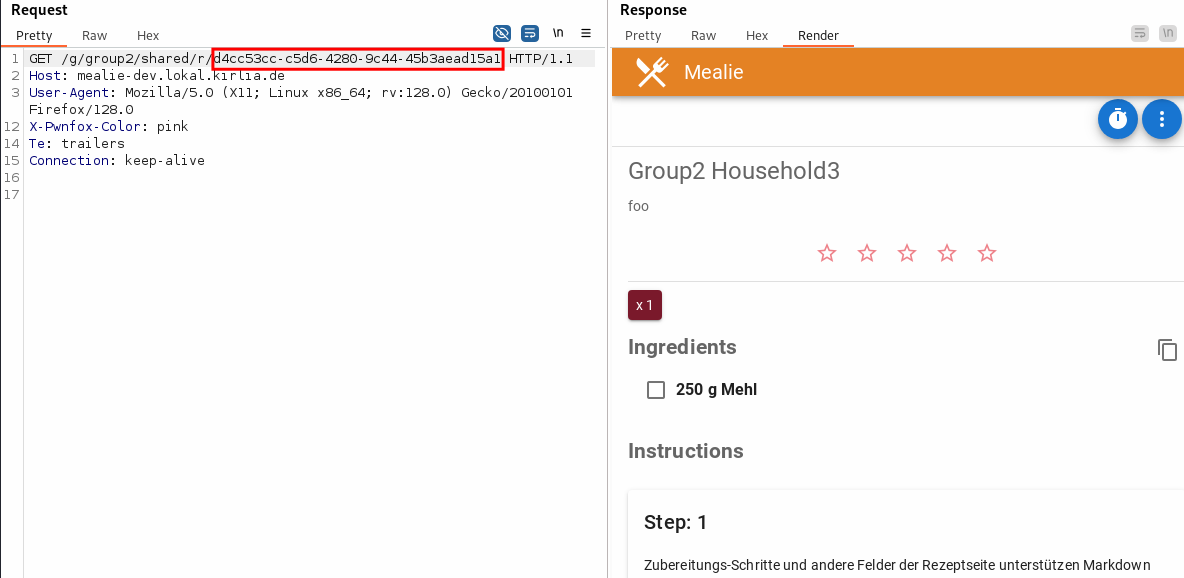 Request
Pretty Raw Hex \n
1 GET /g/group2/shared/r/d4cc53cc-c5d6-4280-9c44-45b3aead15a1 HTTP/1.1
2 Host: mealie-dev.lokal.kirlia.de
3 User-Agent: Mozilla/5.0 (X11; Linux x86_64; rv:128.0) Gecko/20100101
Firefox/128.0
12 X-Pwnfox-Color: pink
14 Te: trailers
15 Connection: keep-alive
16
17
Response
Pretty Raw Hex Render \n
Mealie
Group2 Household3
foo
x 1
Ingredients
250 g Mehl
Instructions
Step: 1
Zubereitungs-Schritte und andere Felder der Rezeptseite unterstützen Markdown